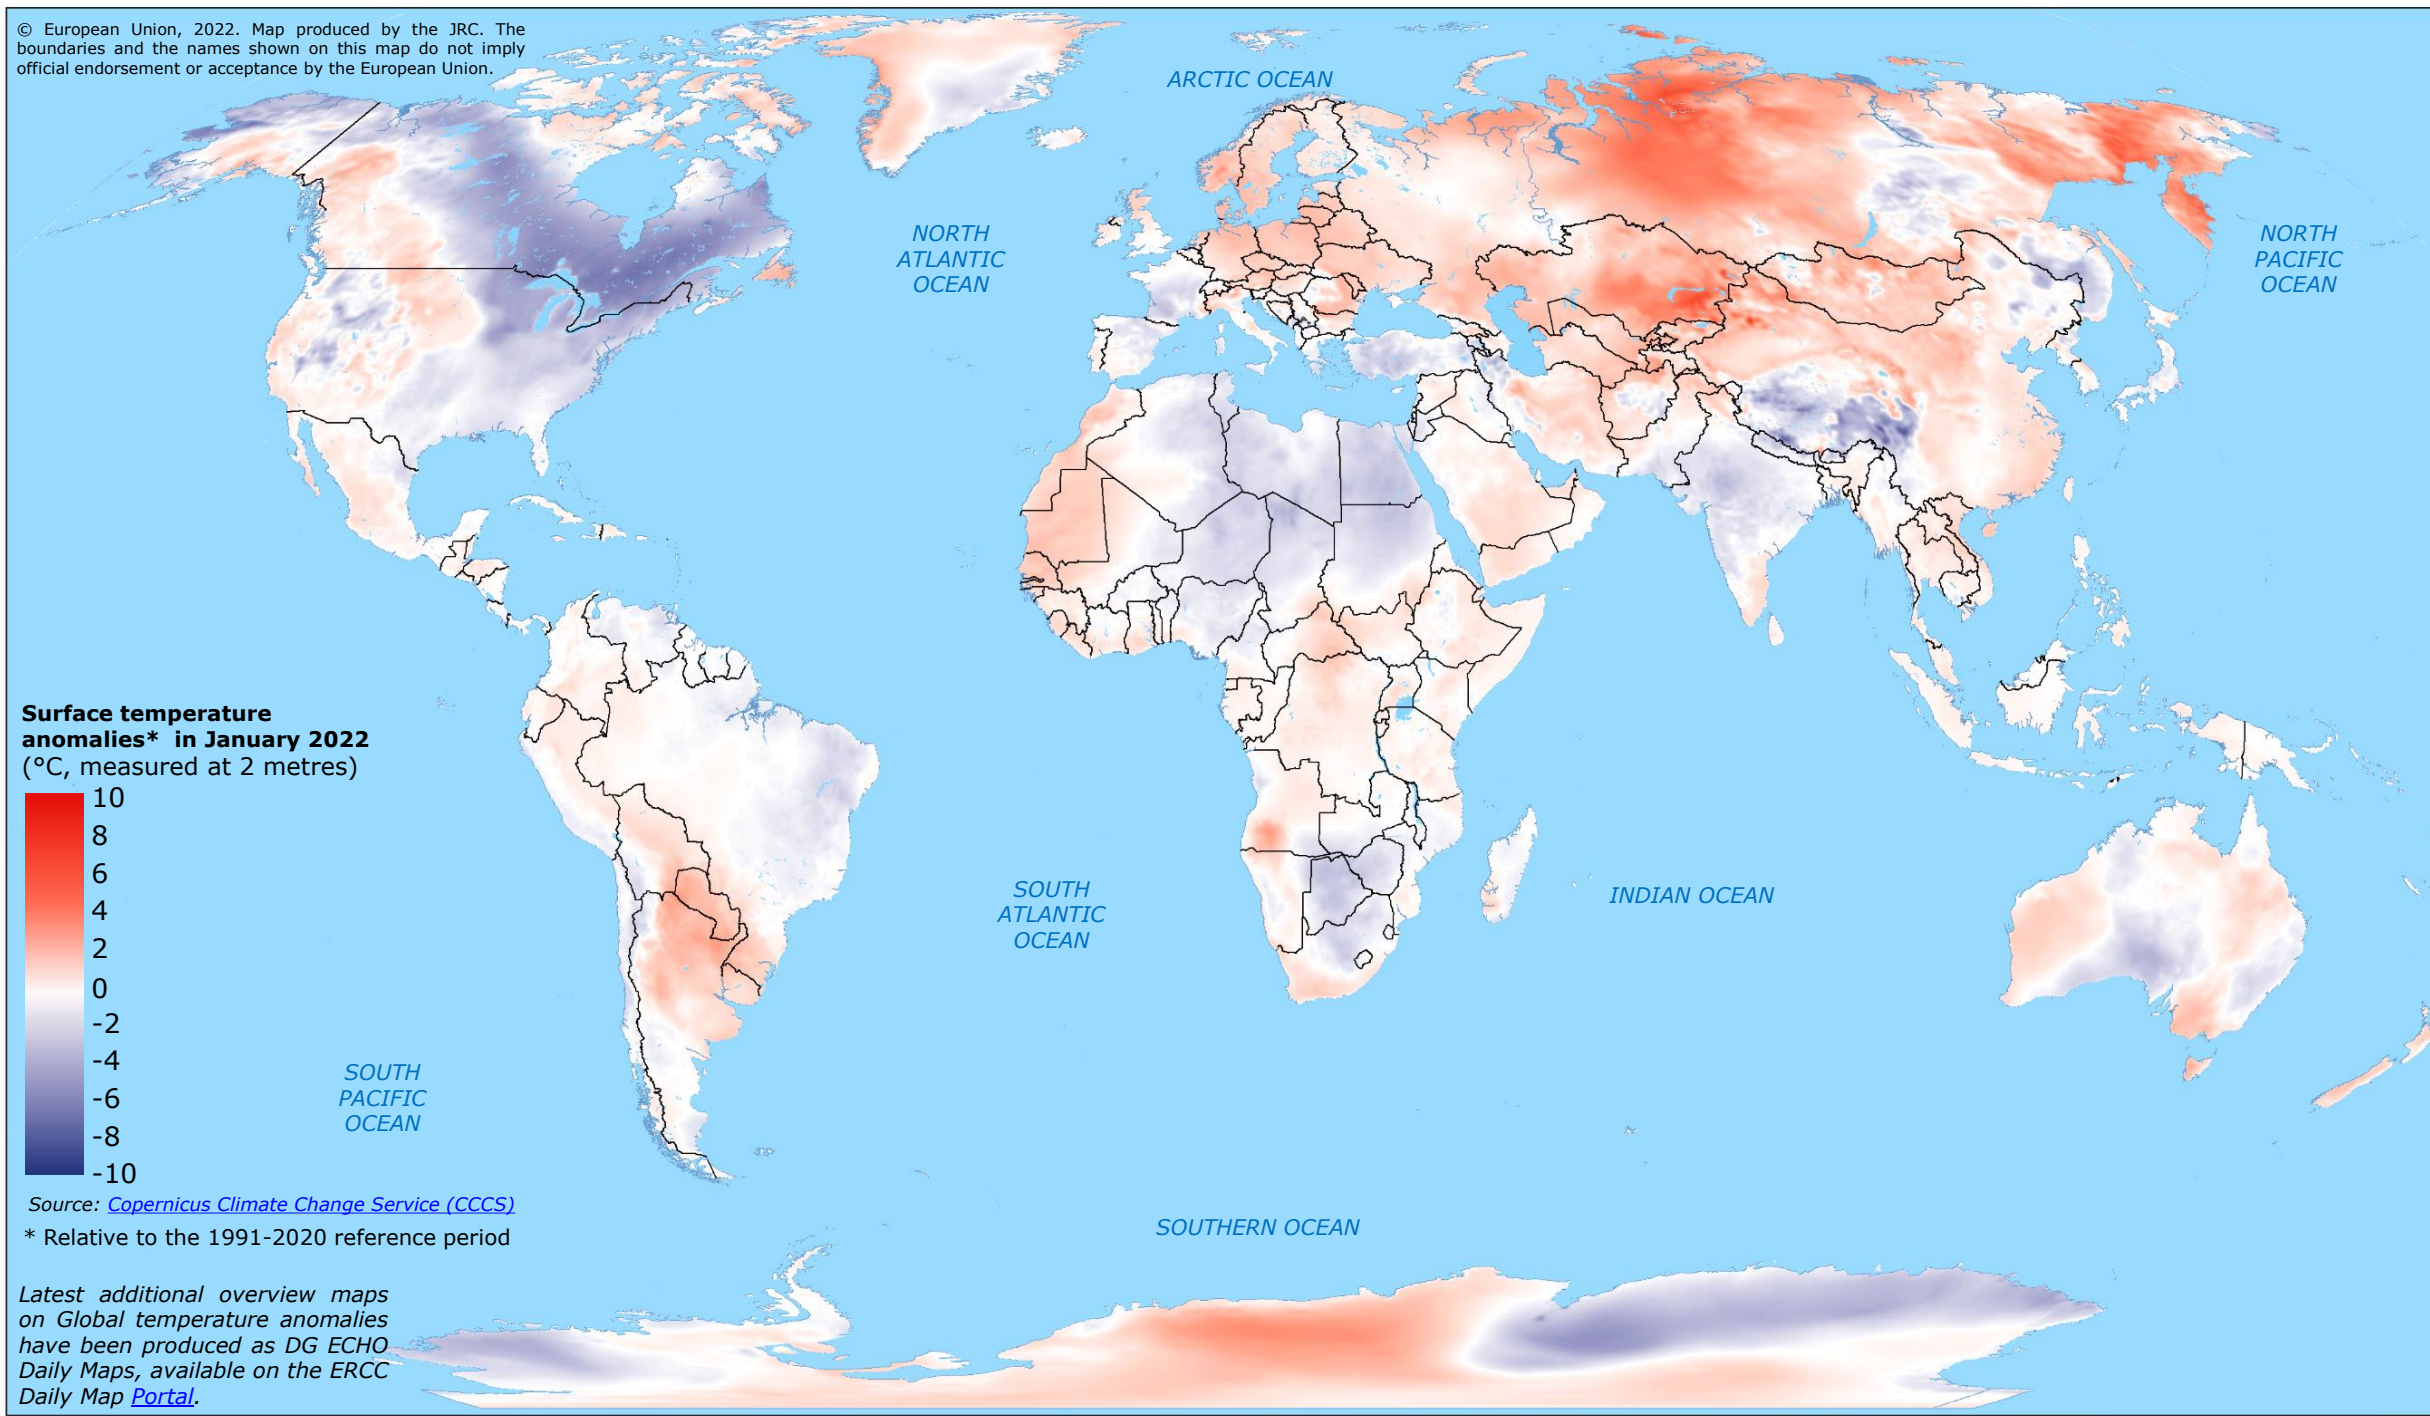 © European Union, 2022. Map produced by the JRC. The
boundaries and the names shown on this map do not imply
official endorsement or acceptance by the European Union.
ARCTIC OCEAN
NORTH
ATLANTIC
OCEAN
NORTH
PACIFIC
OCEAN
Surface temperature
anomalies* in January 2022
(°C, measured at 2 metres)
10
8
6
4
2
0
-2
-4
-6
-8
-10
SOUTH
ATLANTIC
OCEAN
INDIAN OCEAN
SOUTH
PACIFIC
OCEAN
Source: Copernicus Climate Change Service (CCCS)
* Relative to the 1991-2020 reference period
SOUTHERN OCEAN
Latest additional overview maps
on Global temperature anomalies
have been produced as DG ECHO
Daily Maps, available on the ERCC
Daily Map Portal.